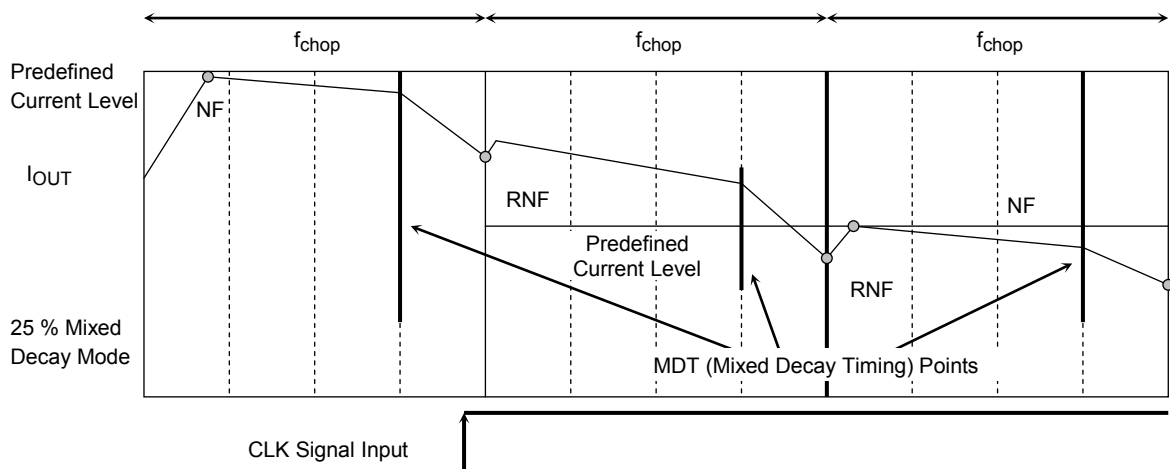 fchop fchop fchop
Predefined
Current Level
NF
IOUT
RNF
NF
Predefined
Current Level
RNF
25 % Mixed
Decay Mode
MDT (Mixed Decay Timing) Points
CLK Signal Input